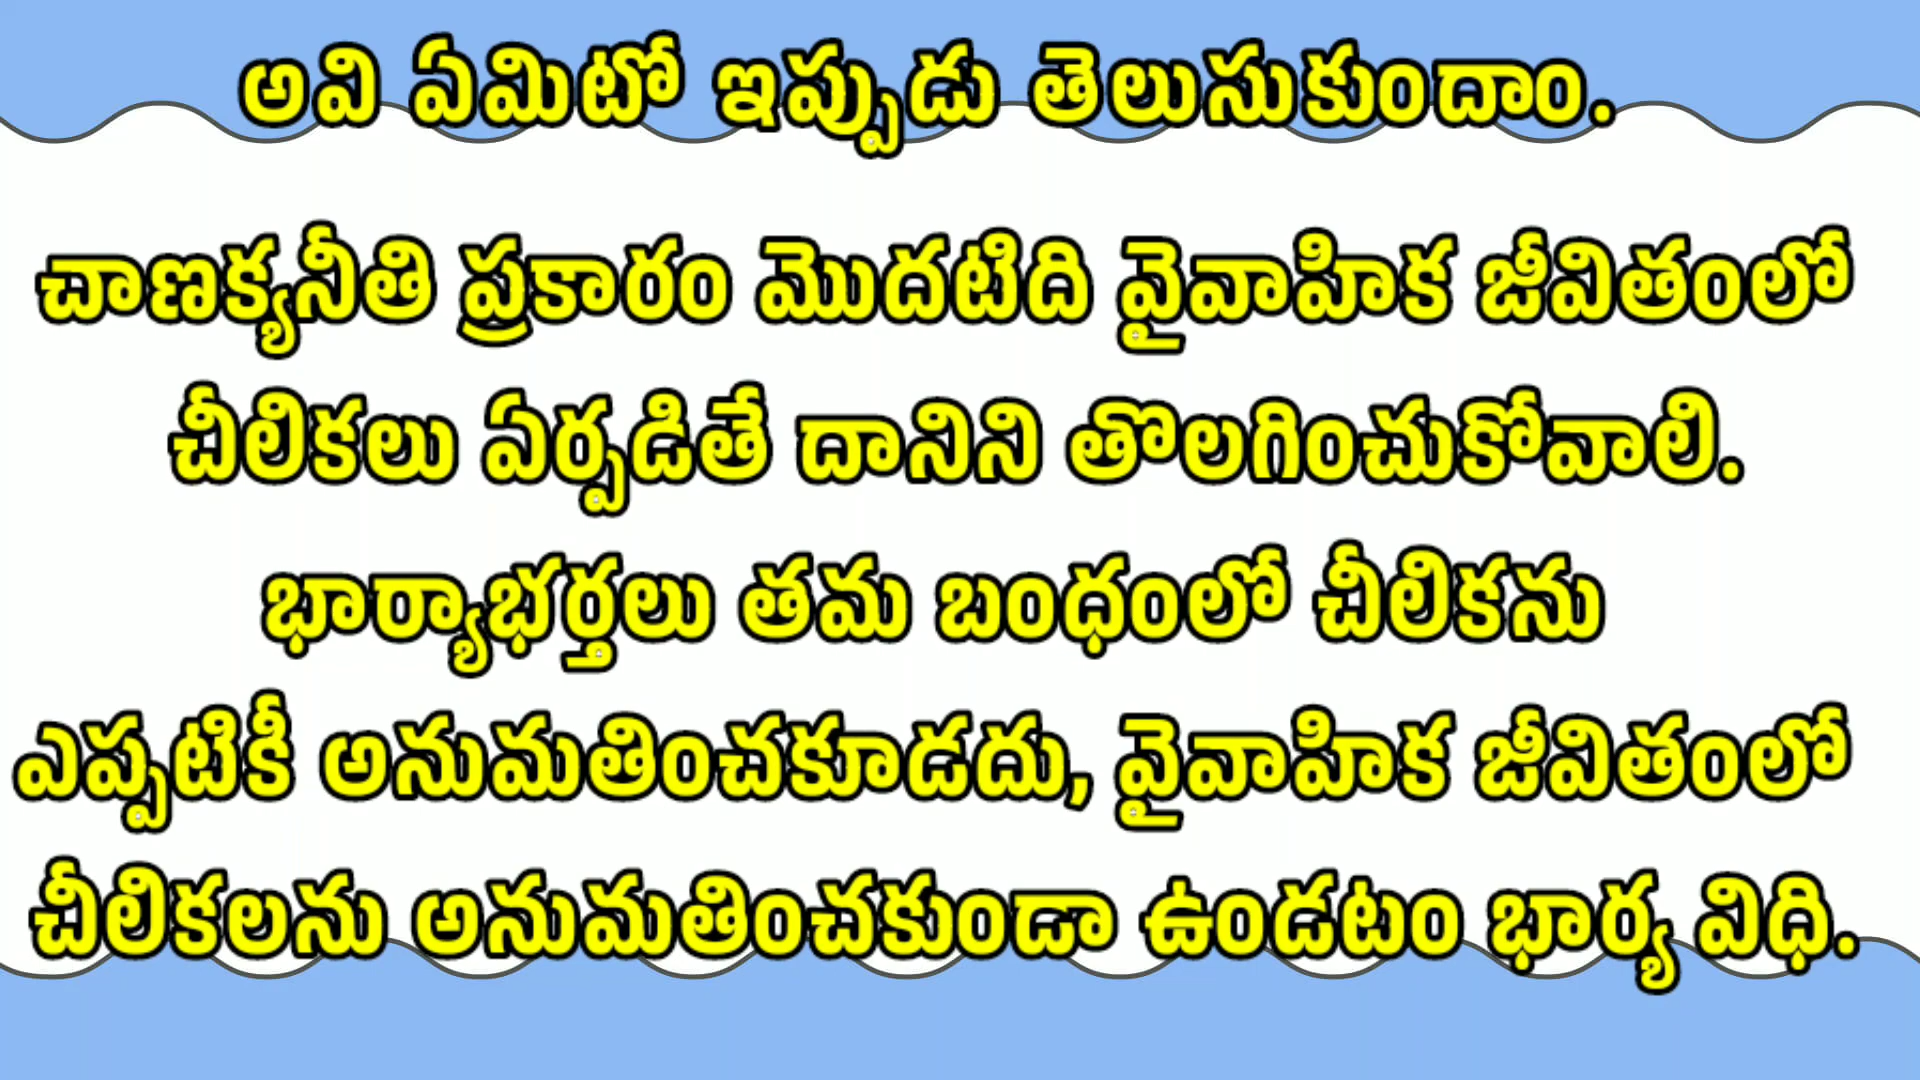 అవి ఏమిటో ఇప్పుడు తెలుసుకుందాం.
చాణక్యనీతి ప్రకారం మొదటిది వైవాహిక జీవితంలో
చీలికలు ఏర్పడితే దానిని తొలగించుకోవాలి.
భార్యాభర్తలు తమ బంధంలో చీలికను
ఎప్పటికీ అనుమతించకూడదు, వైవాహిక జీవితంలో
చీలికలను అనుమతించకుండా ఉండటం భార్య విధి.